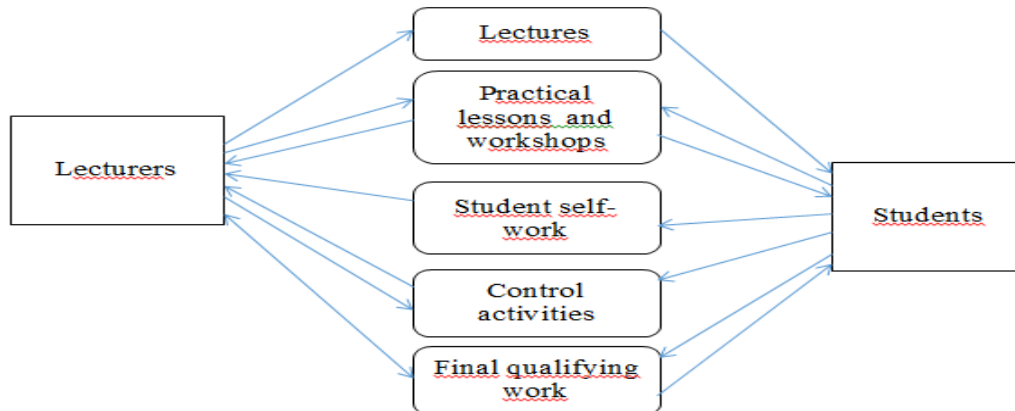 Lectures
Practical
lessons and
workshops
Lecturers
Student self-
work
Students
Control
activities
Final qualifying
work